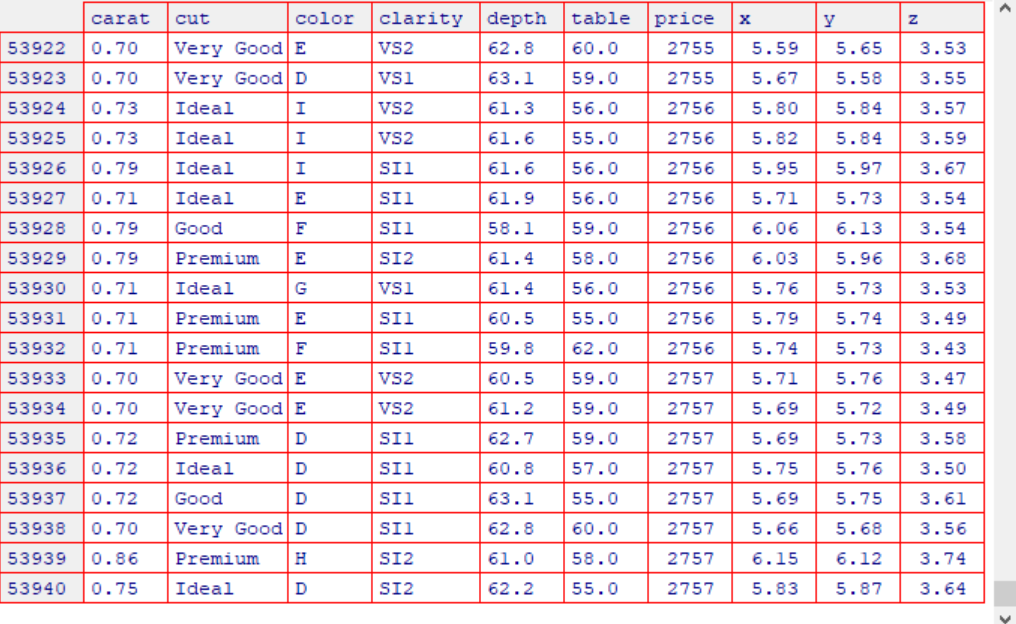 carat cut color clarity depth table price x y z
53922 0.70 Very Good E VS2 62.8 60.0 2755 5.59 5.65 3.53
53923 0.70 Very Good D VS1 63.1 59.0 2755 5.67 5.58 3.55
53924 0.73 Ideal I VS2 61.3 56.0 2756 5.80 5.84 3.57
53925 0.73 Ideal I VS2 61.6 55.0 2756 5.82 5.84 3.59
53926 0.79 Ideal I SI1 61.6 56.0 2756 5.95 5.97 3.67
53927 0.71 Ideal E SI1 61.9 56.0 2756 5.71 5.73 3.54
53928 0.79 Good F SI1 58.1 59.0 2756 6.06 6.13 3.54
53929 0.79 Premium E SI2 61.4 58.0 2756 6.03 5.96 3.68
53930 0.71 Ideal G VS1 61.4 56.0 2756 5.76 5.73 3.53
53931 0.71 Premium E SI1 60.5 55.0 2756 5.79 5.74 3.49
53932 0.71 Premium F SI1 59.8 62.0 2756 5.74 5.73 3.43
53933 0.70 Very Good E VS2 60.5 59.0 2757 5.71 5.76 3.47
53934 0.70 Very Good E VS2 61.2 59.0 2757 5.69 5.72 3.49
53935 0.72 Premium D SI1 62.7 59.0 2757 5.69 5.73 3.58
53936 0.72 Ideal D SI1 60.8 57.0 2757 5.75 5.76 3.50
53937 0.72 Good D SI1 63.1 55.0 2757 5.69 5.75 3.61
53938 0.70 Very Good D SI1 62.8 60.0 2757 5.66 5.68 3.56
53939 0.86 Premium H SI2 61.0 58.0 2757 6.15 6.12 3.74
53940 0.75 Ideal D SI2 62.2 55.0 2757 5.83 5.87 3.64